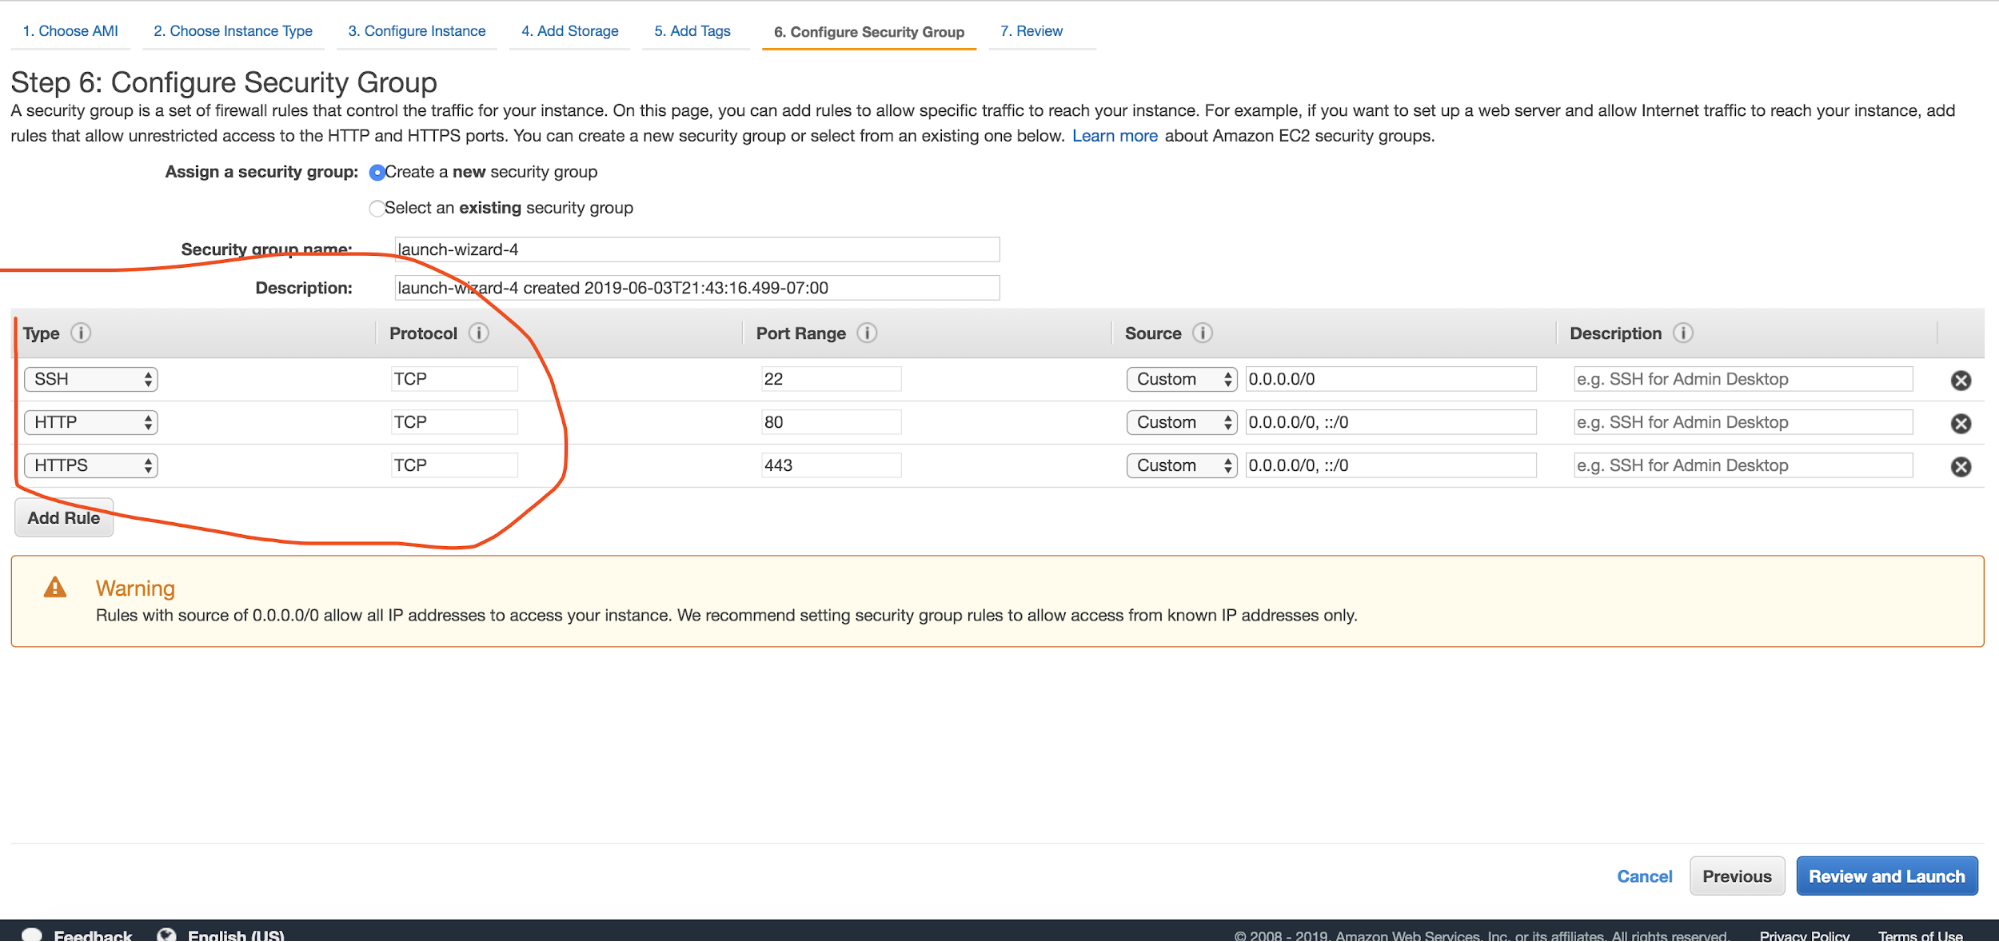 1. Choose AMI 2. Choose Instance Type 3. Configure Instance 4. Add Storage 5. Add Tags 6. Configure Security Group 7. Review
Step 6: Configure Security Group
A security group is a set of firewall rules that control the traffic for your instance. On this page, you can add rules to allow specific traffic to reach your instance. For example, if you want to set up a web server and allow Internet traffic to reach your instance, add
rules that allow unrestricted access to the HTTP and HTTPS ports. You can create a new security group or select from an existing one below. Learn more about Amazon EC2 security groups.
Assign a security group: Create a new security group
Select an existing security group
Security group name: launch-wizard-4
Description: launch-wizard-4 created 2019-06-03T21:43:16.499-07:00
Type i Protocol i Port Range i Source i Description i
SSH TCP 22 Custom 0.0.0.0/0 e.g. SSH for Admin Desktop
HTTP TCP 80 Custom 0.0.0.0/0, ::/0 e.g. SSH for Admin Desktop
HTTPS TCP 443 Custom 0.0.0.0/0, ::/0 e.g. SSH for Admin Desktop
Add Rule
Warning
Rules with source of 0.0.0.0/0 allow all IP addresses to access your instance. We recommend setting security group rules to allow access from known IP addresses only.
Cancel Previous Review and Launch
Feedback English (US) © 2008 - 2019, Amazon Web Services, Inc. or its affiliates. All rights reserved. Privacy Policy Terms of Use